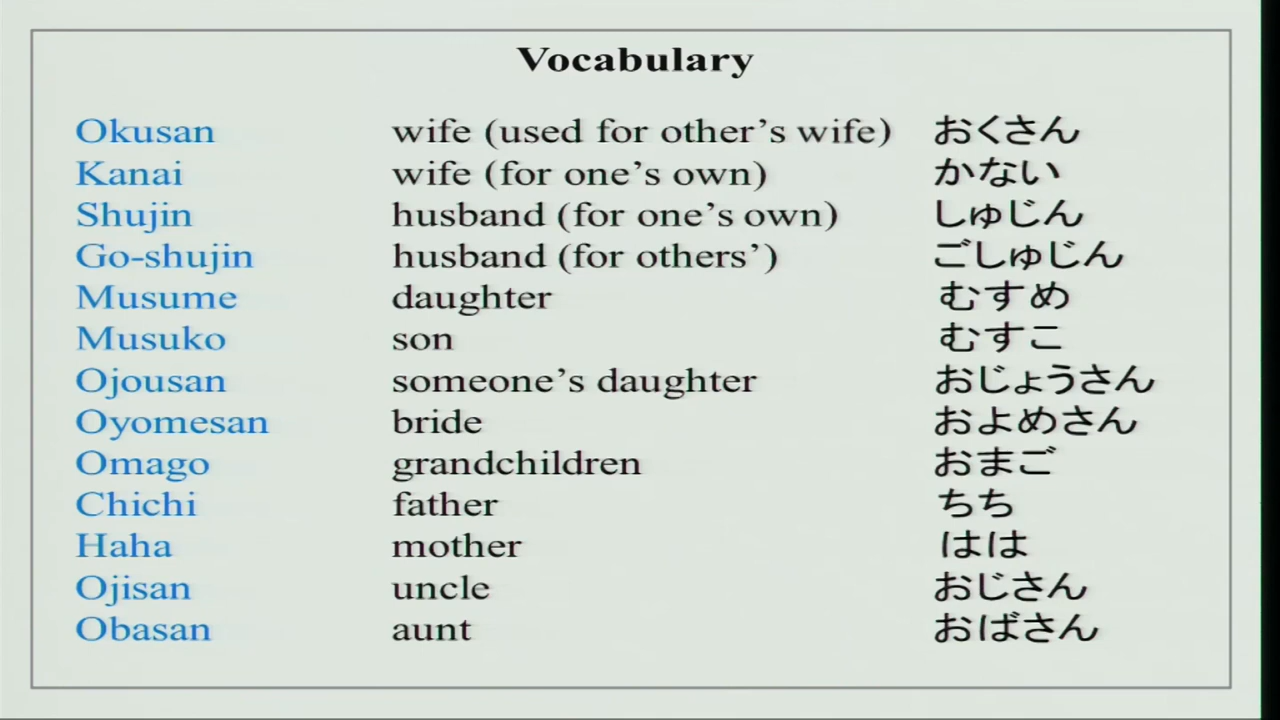 Vocabulary
Okusan wife (used for other’s wife) おくさん
Kanai wife (for one’s own) かない
Shujin husband (for one’s own) しゅじん
Go-shujin husband (for others’) ごしゅじん
Musume daughter むすめ
Musuko son むすこ
Ojousan someone’s daughter おじょうさん
Oyomesan bride およめさん
Omago grandchildren おまご
Chichi father ちち
Haha mother はは
Ojisan uncle おじさん
Obasan aunt おばさん